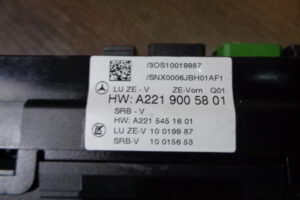 /3OS10019987
/SNX0006JBH01AF1
LU ZE - V ZE-Vorn Q01
HW: A221 900 58 01
SRB - V
HW: A221 545 16 01
LU ZE-V 10 0199 87
SRB-V 10 0156 53